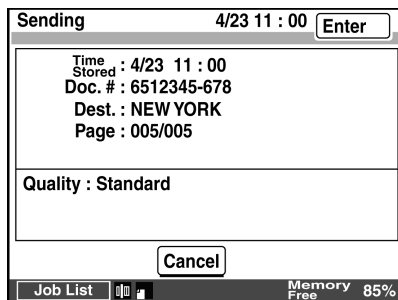 Sending 4/23 11 : 00 Enter
Time Stored : 4/23 11 : 00
Doc. # : 6512345-678
Dest. : NEW YORK
Page : 005/005
Quality : Standard
Cancel
Job List Memory Free 85%